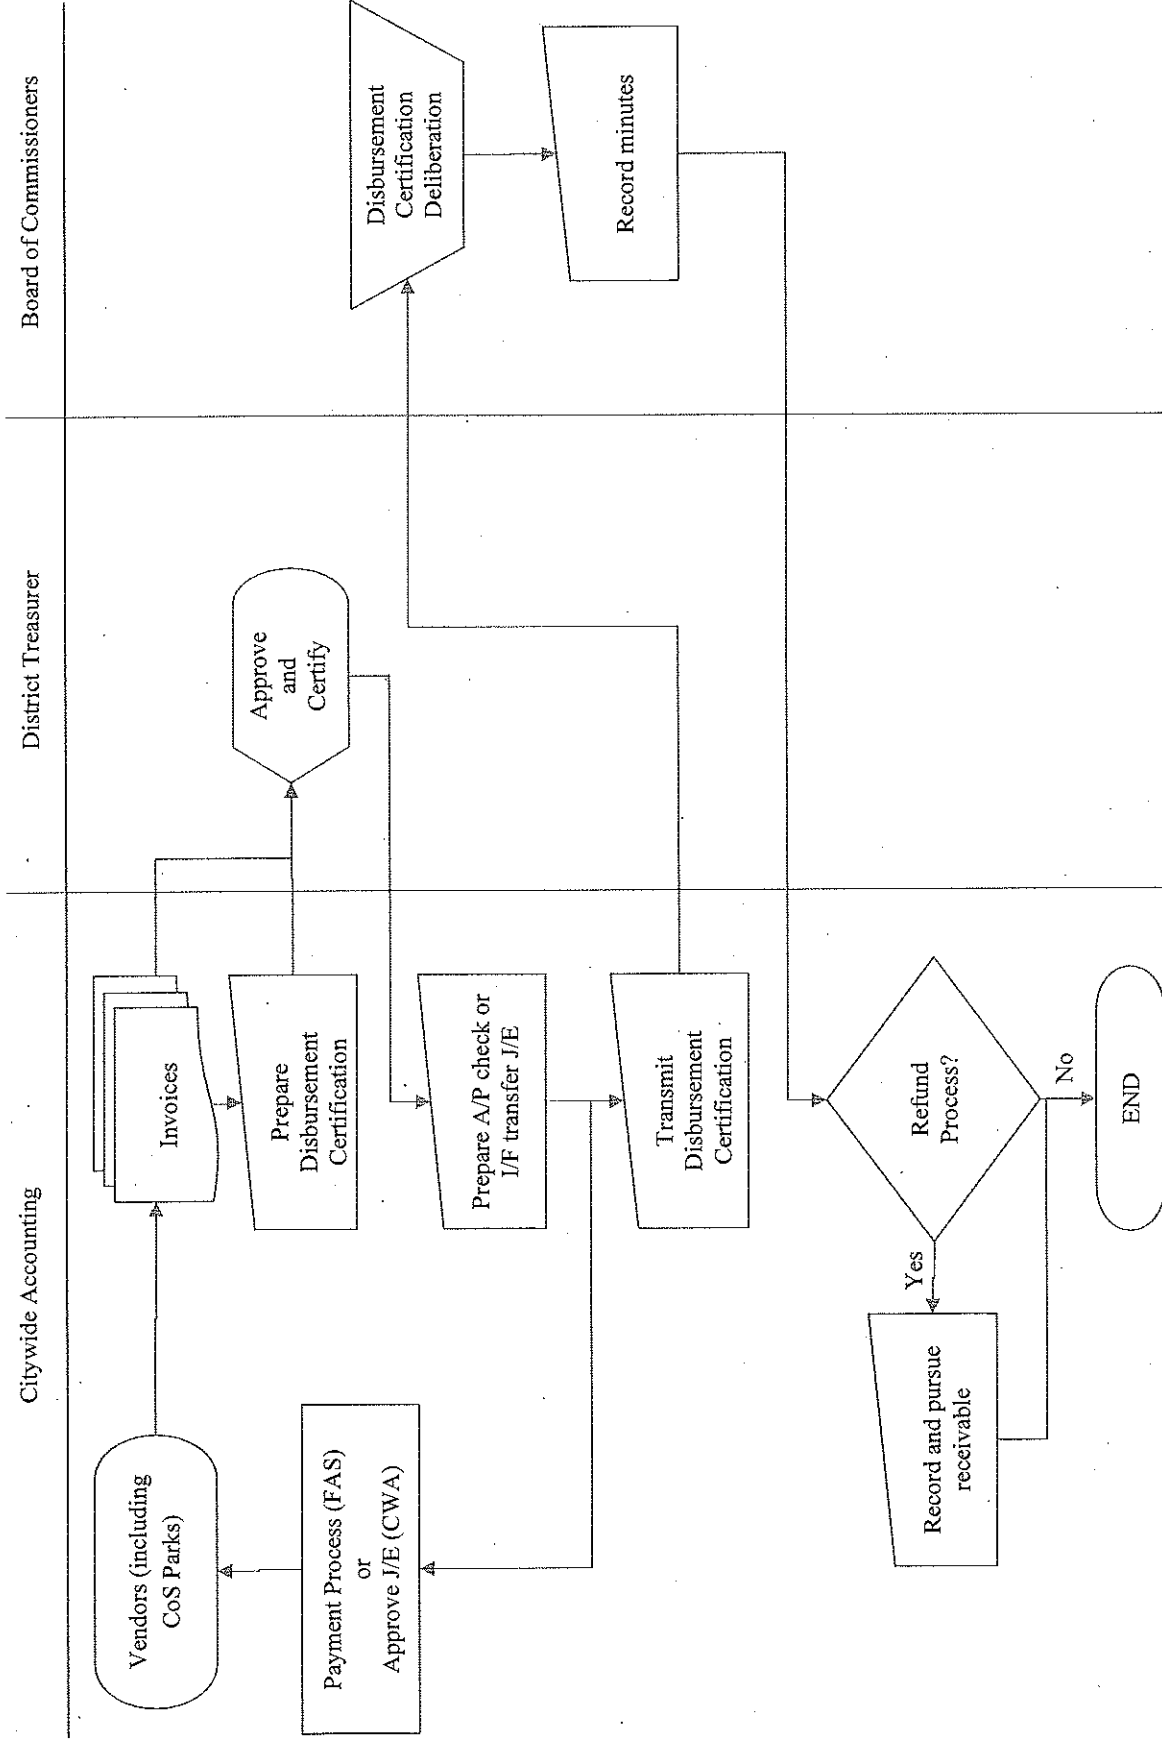 Citywide Accounting
District Treasurer
Board of Commissioners
Vendors (including
CoS Parks)
Invoices
Prepare
Disbursement
Certification
Approve
and
Certify
Payment Process (FAS)
or
Approve J/E (CWA)
Prepare A/P check or
I/F transfer J/E
Transmit
Disbursement
Certification
Disbursement
Certification
Deliberation
Record minutes
Refund
Process?
Yes
No
Record and pursue
receivable
END